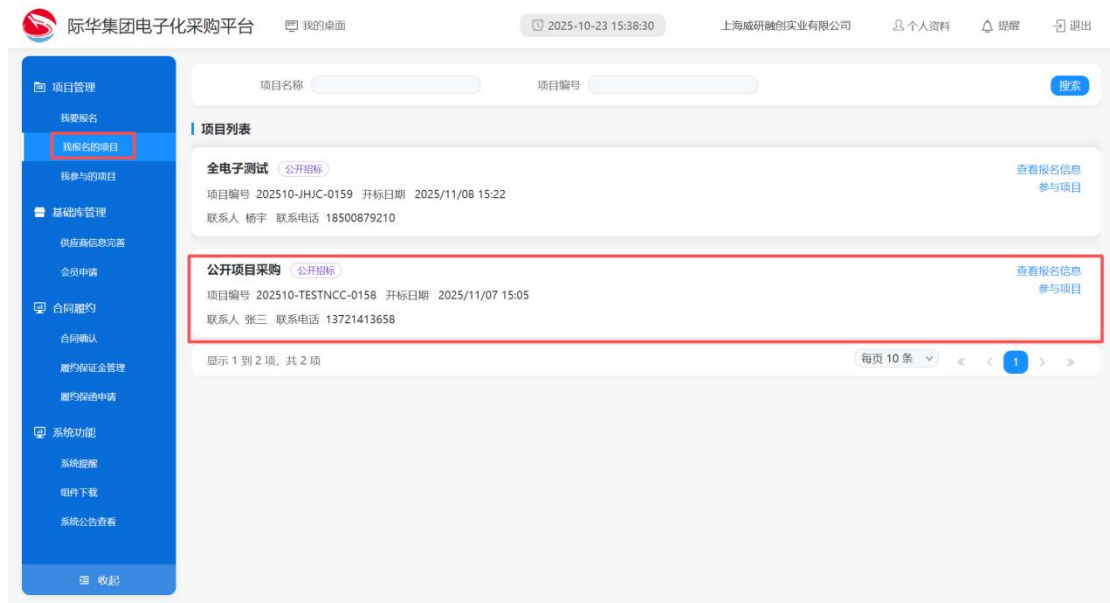 际华集团电子化采购平台 我的桌面 2025-10-23 15:38:30 上海威研融创实业有限公司 个人资料 提醒 退出
项目管理
我要报名
我报名的项目
我参与的项目
基础库管理
供应商信息完善
会员申请
合同履约
合同确认
履约保证金管理
履约保函申请
系统功能
系统提醒
组件下载
系统公告查看
收起
项目名称 项目编号 搜索
项目列表
全电子测试 公开招标 查看报名信息
参与项目
项目编号 202510-JHJC-0159 开标日期 2025/11/08 15:22
联系人 杨宇 联系电话 18500879210
公开项目采购 公开招标 查看报名信息
参与项目
项目编号 202510-TESTNCC-0158 开标日期 2025/11/07 15:05
联系人 张三 联系电话 13721413658
显示 1 到 2 项, 共 2 项 每页 10 条 « < 1 > »